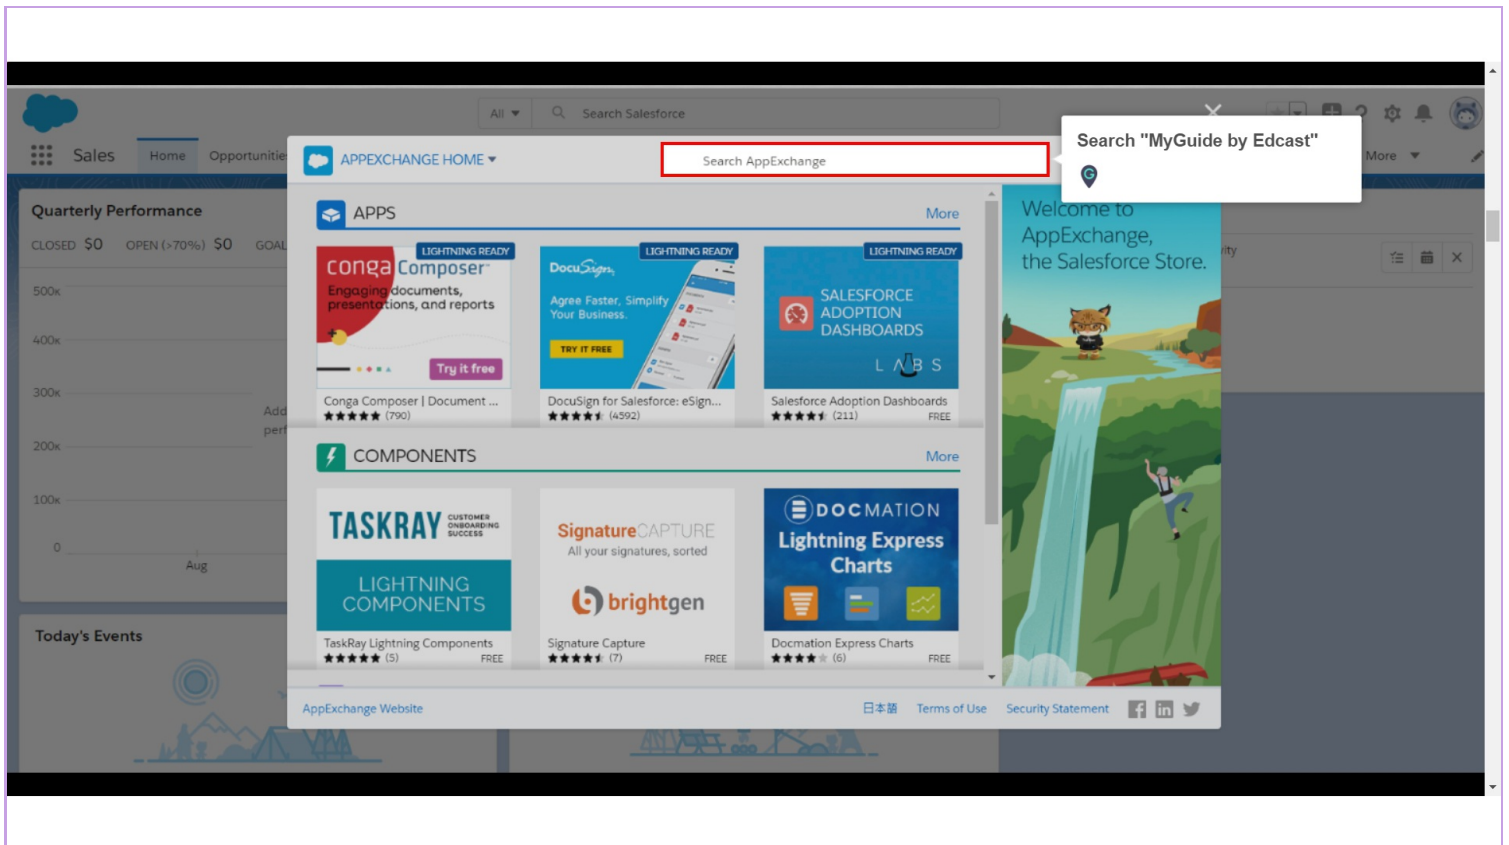 All
Search Salesforce
Sales
Home
Opportunitie
More
APPEXCHANGE HOME
Search AppExchange
Search "MyGuide by Edcast"
G
Quarterly Performance
CLOSED $0 OPEN (>70%) $0 GOAL
500K
400K
300K
200K
100K
0
Aug
Add
perf
Today's Events
APPS
More
LIGHTNING READY
conga Composer
Engaging documents,
presentations, and reports
Try it free
Conga Composer | Document ...
(790)
LIGHTNING READY
DocuSign
Agree Faster, Simplify
Your Business.
TRY IT FREE
DocuSign for Salesforce: eSign...
(4592)
LIGHTNING READY
SALESFORCE
ADOPTION
DASHBOARDS
LABS
Salesforce Adoption Dashboards
(211) FREE
COMPONENTS
More
TASKRAY
CUSTOMER
ONBOARDING
SUCCESS
LIGHTNING
COMPONENTS
TaskRay Lightning Components
(5) FREE
SignatureCAPTURE
All your signatures, sorted
brightgen
Signature Capture
(7) FREE
DOCMATION
Lightning Express
Charts
Docmation Express Charts
(6) FREE
Welcome to
AppExchange,
the Salesforce Store.
ity
AppExchange Website
日本語
Terms of Use
Security Statement